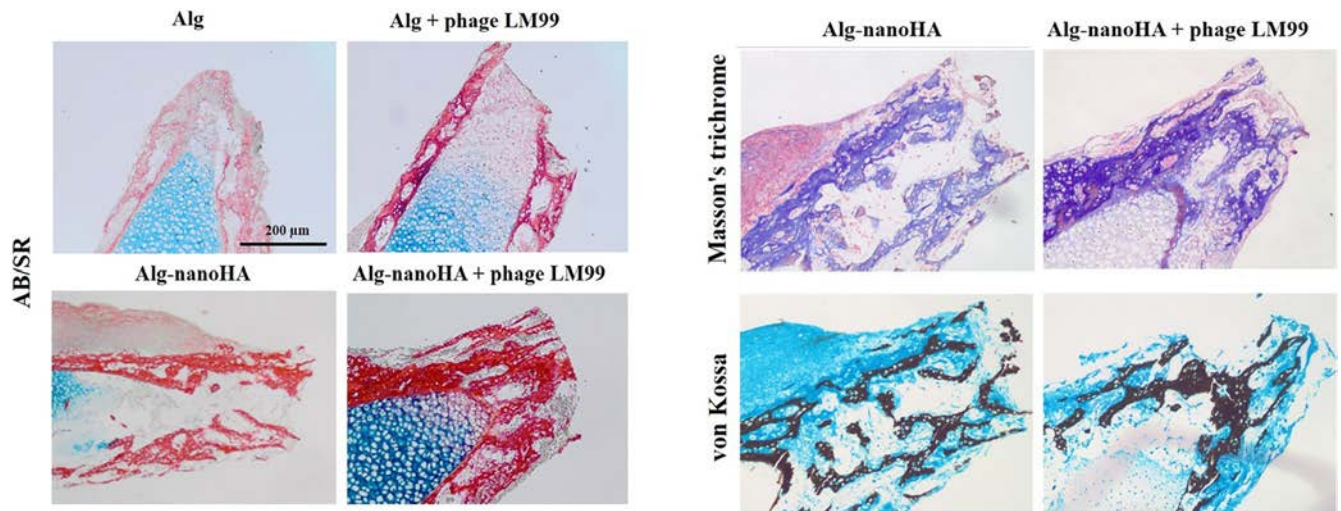 Alg
Alg + phage LM99
AB/SR
200 µm
Alg-nanoHA
Alg-nanoHA + phage LM99
Alg-nanoHA
Alg-nanoHA + phage LM99
Masson's trichrome
von Kossa